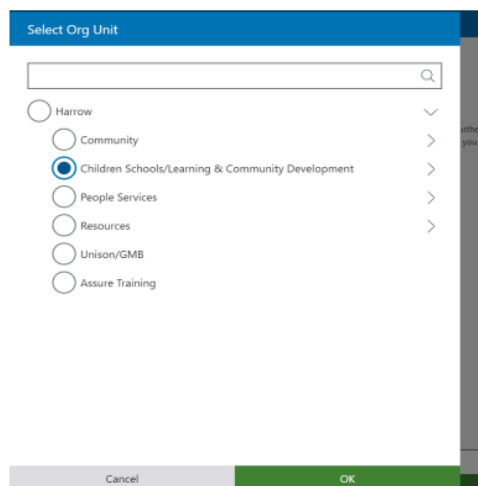 Select Org Unit
Harrow
Community
Children Schools/Learning & Community Development
People Services
Resources
Unison/GMB
Assure Training
you
Cancel
OK